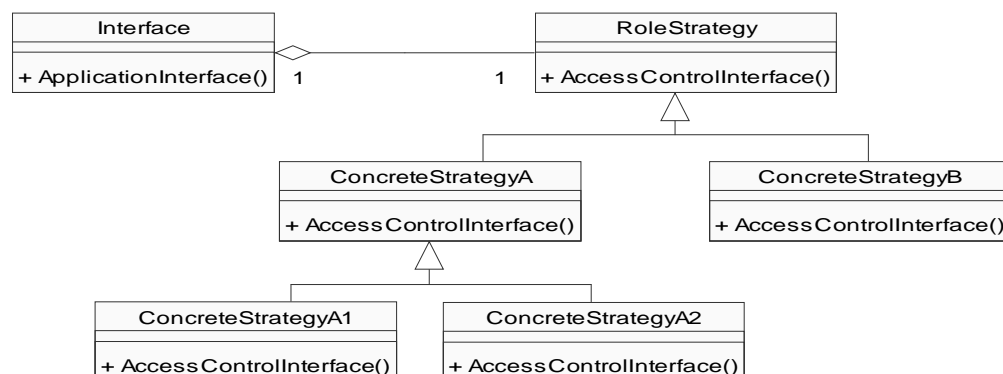 Interface
+ ApplicationInterface()
1
1
RoleStrategy
+ AccessControlInterface()
ConcreteStrategyA
+ AccessControlInterface()
ConcreteStrategyB
+ AccessControlInterface()
ConcreteStrategyA1
+ AccessControlInterface()
ConcreteStrategyA2
+ AccessControlInterface()